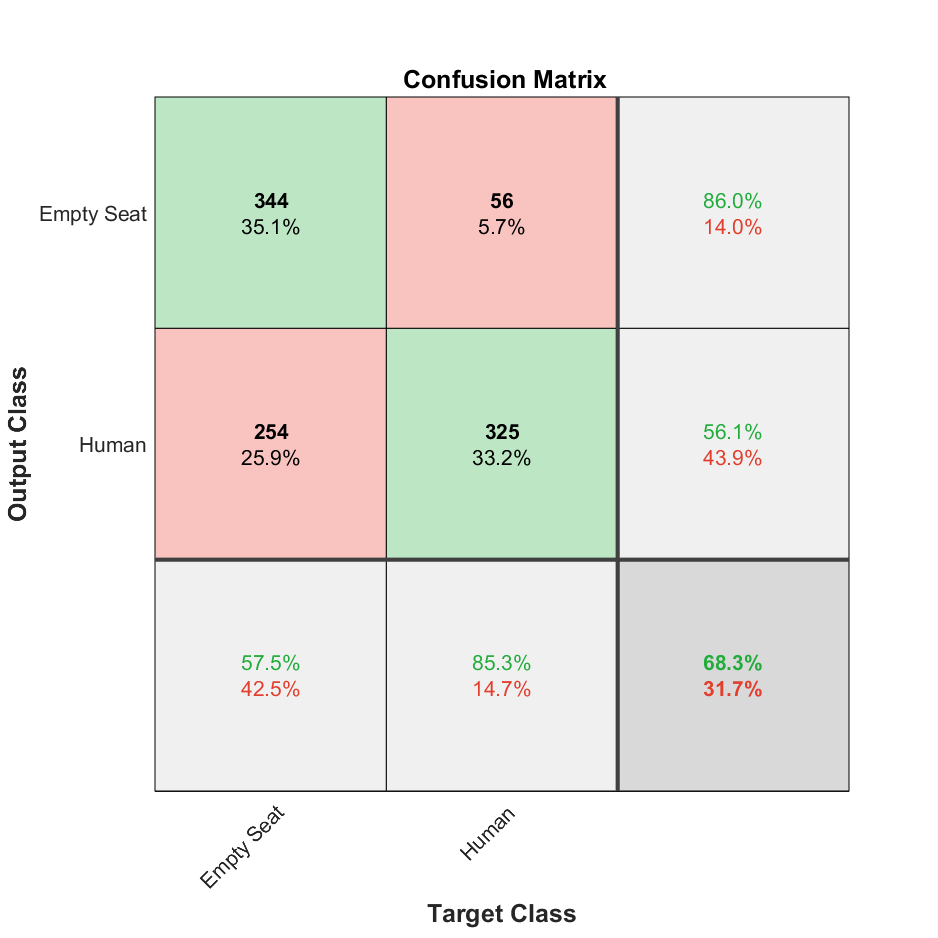 Confusion Matrix
Empty Seat
344
35.1%
56
5.7%
86.0%
14.0%
Human
254
25.9%
325
33.2%
56.1%
43.9%
57.5%
42.5%
85.3%
14.7%
68.3%
31.7%
Output Class
Empty Seat
Human
Target Class